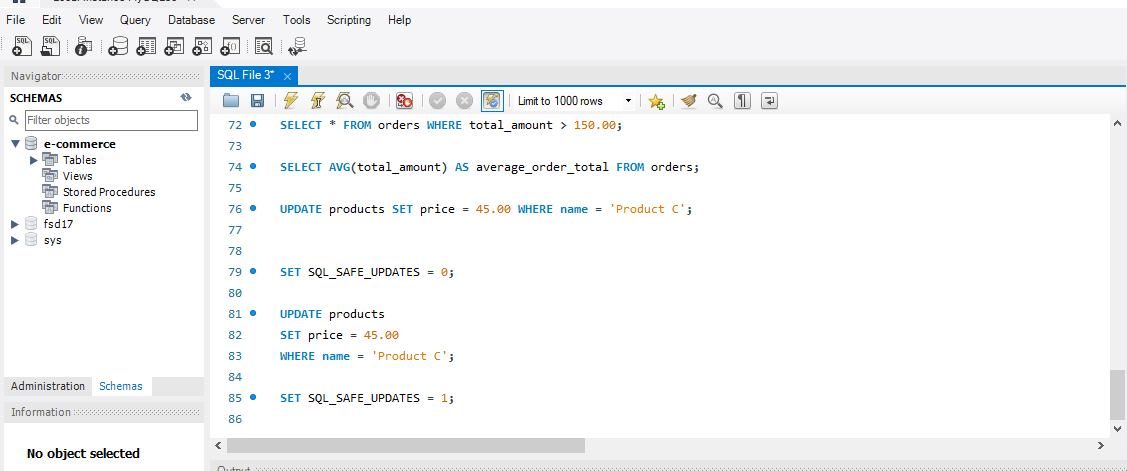 File Edit View Query Database Server Tools Scripting Help
Navigator
SCHEMAS
Filter objects
e-commerce
Tables
Views
Stored Procedures
Functions
fsd17
sys
Administration Schemas
Information
No object selected
SQL File 3*
Limit to 1000 rows
72 SELECT * FROM orders WHERE total_amount > 150.00;
73
74 SELECT AVG(total_amount) AS average_order_total FROM orders;
75
76 UPDATE products SET price = 45.00 WHERE name = 'Product C';
77
78
79 SET SQL_SAFE_UPDATES = 0;
80
81 UPDATE products
82 SET price = 45.00
83 WHERE name = 'Product C';
84
85 SET SQL_SAFE_UPDATES = 1;
86
Output